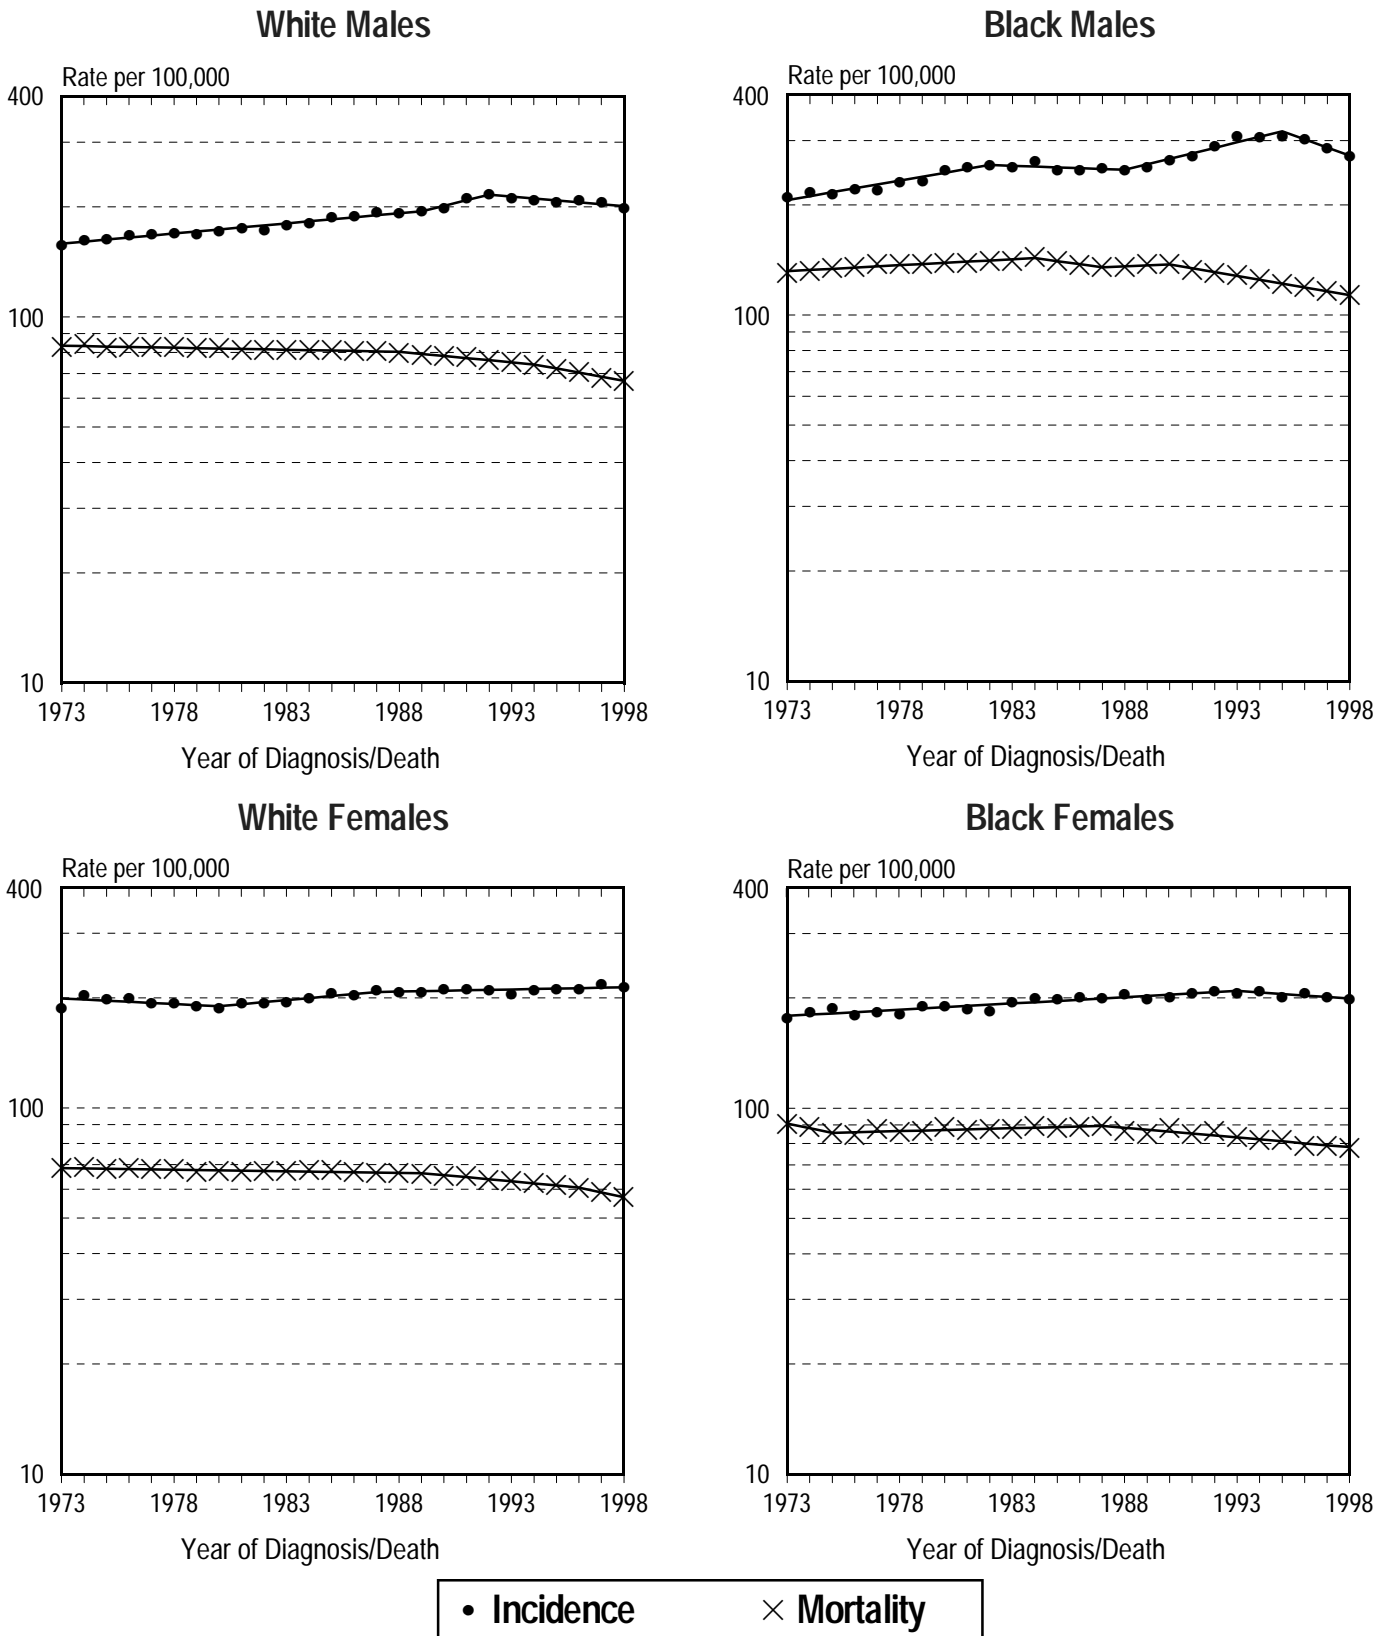 White Males
Rate per 100,000
400
100
10
1973 1978 1983 1988 1993 1998
Year of Diagnosis/Death
Black Males
Rate per 100,000
400
100
10
1973 1978 1983 1988 1993 1998
Year of Diagnosis/Death
White Females
Rate per 100,000
400
100
10
1973 1978 1983 1988 1993 1998
Year of Diagnosis/Death
Black Females
Rate per 100,000
400
100
10
1973 1978 1983 1988 1993 1998
Year of Diagnosis/Death
Incidence Mortality